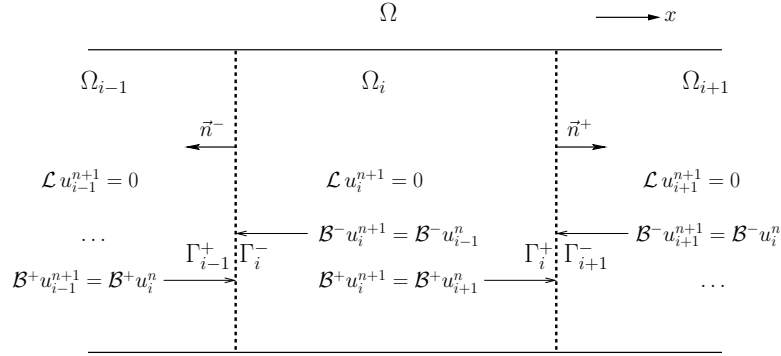 Ω x
Ω_{i−1} Ω_i Ω_{i+1}
\vec{n}^− \vec{n}^+
ℒ u_{i−1}^{n+1} = 0 ℒ u_i^{n+1} = 0 ℒ u_{i+1}^{n+1} = 0
... ℬ^− u_i^{n+1} = ℬ^− u_{i−1}^n ℬ^− u_{i+1}^{n+1} = ℬ^− u_i^n
Γ_{i−1}^+ Γ_i^− Γ_i^+ Γ_{i+1}^−
ℬ^+ u_{i−1}^{n+1} = ℬ^+ u_i^n ℬ^+ u_i^{n+1} = ℬ^+ u_{i+1}^n ...